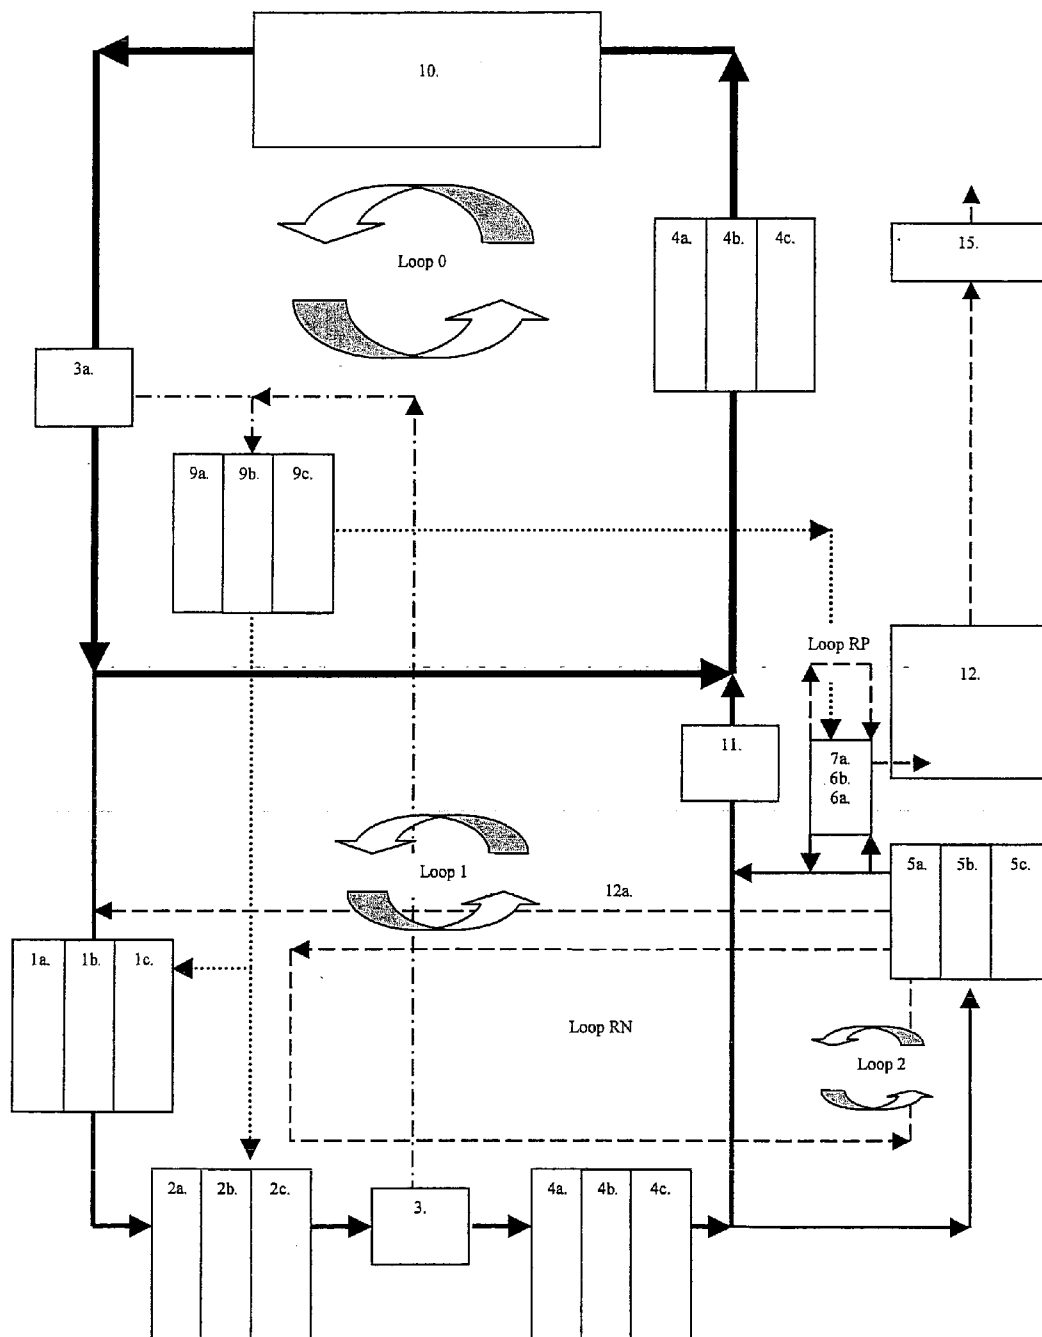 10.
4a. 4b. 4c.
15.
Loop 0
3a.
9a. 9b. 9c.
Loop RP
12.
11.
7a.
6b.
6a.
Loop 1
5a. 5b. 5c.
12a.
1a. 1b. 1c.
Loop RN
Loop 2
2a. 2b. 2c.
3.
4a. 4b. 4c.